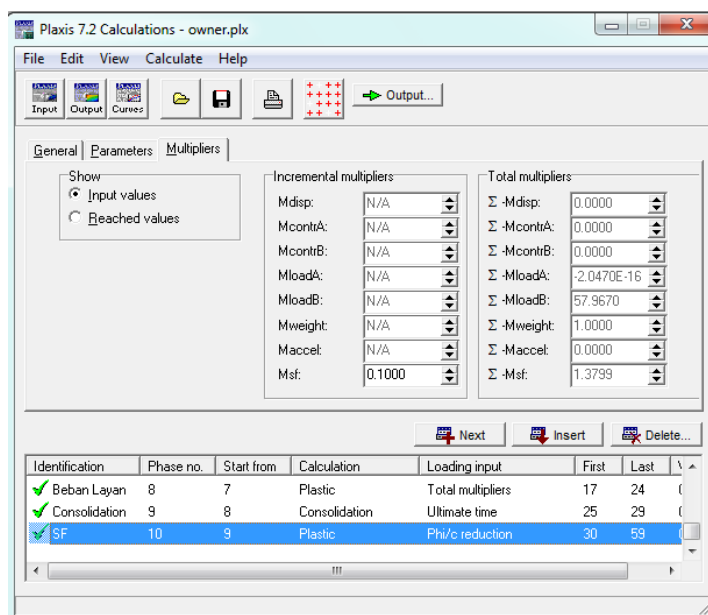 Plaxis 7.2 Calculations - owner.plx
File Edit View Calculate Help
Input Output Curves Output...
General Parameters Multipliers
Show
Input values
Reached values
Incremental multipliers
Mdisp: N/A
McontrA: N/A
McontrB: N/A
MloadA: N/A
MloadB: N/A
Mweight: N/A
Maccel: N/A
Msf: 0.1000
Total multipliers
Σ -Mdisp: 0.0000
Σ -McontrA: 0.0000
Σ -McontrB: 0.0000
Σ -MloadA: -2.0470E-16
Σ -MloadB: 57.9670
Σ -Mweight: 1.0000
Σ -Maccel: 0.0000
Σ -Msf: 1.3799
Next Insert Delete...
Identification Phase no. Start from Calculation Loading input First Last
Beban Layan 8 7 Plastic Total multipliers 17 24
Consolidation 9 8 Consolidation Ultimate time 25 29
SF 10 9 Plastic Phi/c reduction 30 59